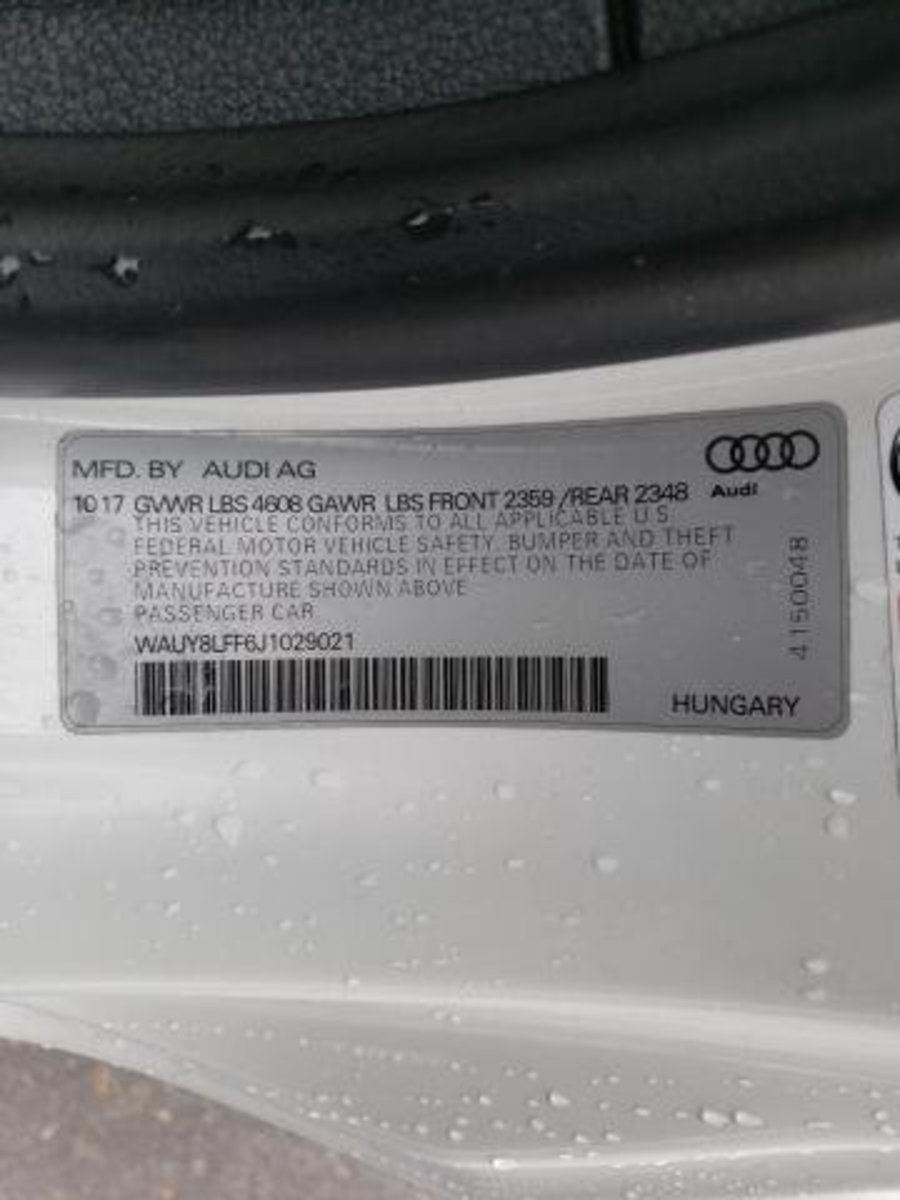 MFD. BY AUDI AG
10 17 GVWR LBS 4608 GAWR LBS FRONT 2359 /REAR 2348
Audi
THIS VEHICLE CONFORMS TO ALL APPLICABLE U S
FEDERAL MOTOR VEHICLE SAFETY, BUMPER AND THEFT
PREVENTION STANDARDS IN EFFECT ON THE DATE OF
MANUFACTURE SHOWN ABOVE
PASSENGER CAR
WAUY8LFF6J1029021
HUNGARY
4150048